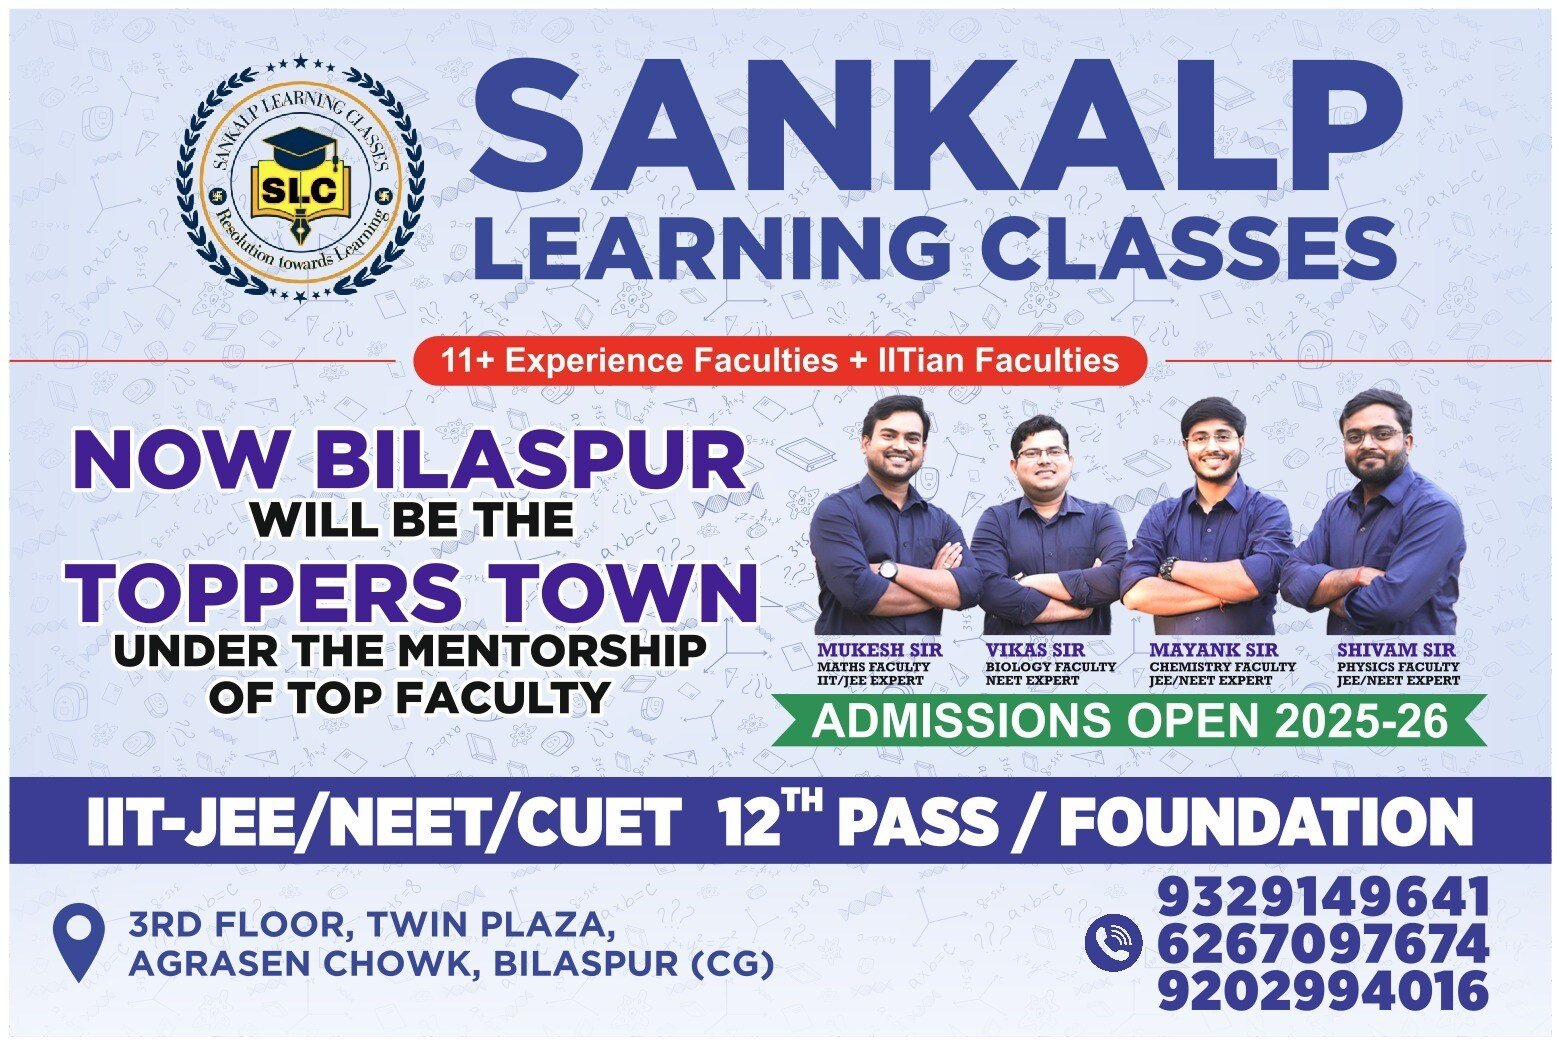 SANKALP LEARNING CLASSES
SLC
Resolution towards Learning
SANKALP
LEARNING CLASSES
11+ Experience Faculties + IITian Faculties
NOW BILASPUR
WILL BE THE
TOPPERS TOWN
UNDER THE MENTORSHIP
OF TOP FACULTY
MUKESH SIR
MATHS FACULTY
IIT/JEE EXPERT
VIKAS SIR
BIOLOGY FACULTY
NEET EXPERT
MAYANK SIR
CHEMISTRY FACULTY
JEE/NEET EXPERT
SHIVAM SIR
PHYSICS FACULTY
JEE/NEET EXPERT
ADMISSIONS OPEN 2025-26
IIT-JEE/NEET/CUET 12TH PASS / FOUNDATION
3RD FLOOR, TWIN PLAZA,
AGRASEN CHOWK, BILASPUR (CG)
9329149641
6267097674
9202994016